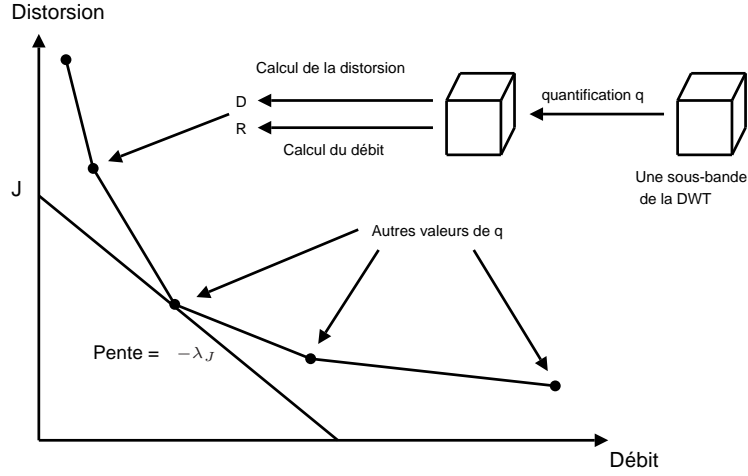 Distorsion
Calcul de la distorsion
D
quantification q
R
Calcul du débit
Une sous-bande
de la DWT
J
Autres valeurs de q
Pente = −λJ
Débit